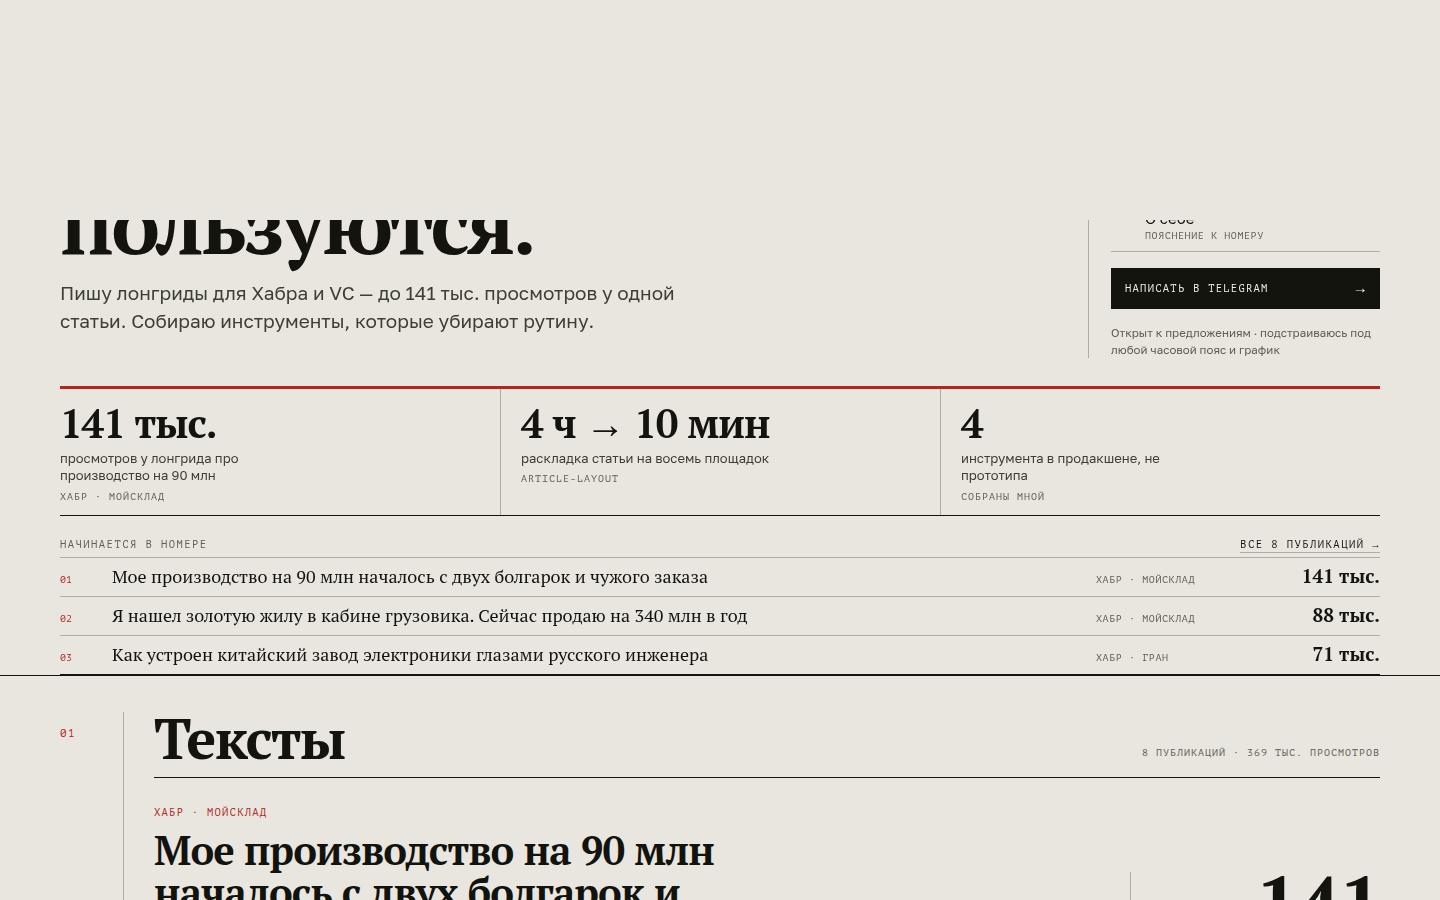 пользуются.
Пишу лонгриды для Хабра и VC — до 141 тыс. просмотров у одной
статьи. Собираю инструменты, которые убирают рутину.
О себе
ПОЯСНЕНИЕ К НОМЕРУ
НАПИСАТЬ В TELEGRAM →
Открыт к предложениям · подстраиваюсь под
любой часовой пояс и график
141 тыс.
просмотров у лонгрида про
производство на 90 млн
ХАБР · МОЙСКЛАД
4 ч → 10 мин
раскладка статьи на восемь площадок
ARTICLE-LAYOUT
4
инструмента в продакшене, не
прототипа
СОБРАНЫ МНОЙ
НАЧИНАЕТСЯ В НОМЕРЕ
ВСЕ 8 ПУБЛИКАЦИЙ →
01 Мое производство на 90 млн началось с двух болгарок и чужого заказа ХАБР · МОЙСКЛАД 141 тыс.
02 Я нашел золотую жилу в кабине грузовика. Сейчас продаю на 340 млн в год ХАБР · МОЙСКЛАД 88 тыс.
03 Как устроен китайский завод электроники глазами русского инженера ХАБР · ГРАН 71 тыс.
01
Тексты
8 ПУБЛИКАЦИЙ · 369 ТЫС. ПРОСМОТРОВ
ХАБР · МОЙСКЛАД
Мое производство на 90 млн
началось с двух болгарок и
141